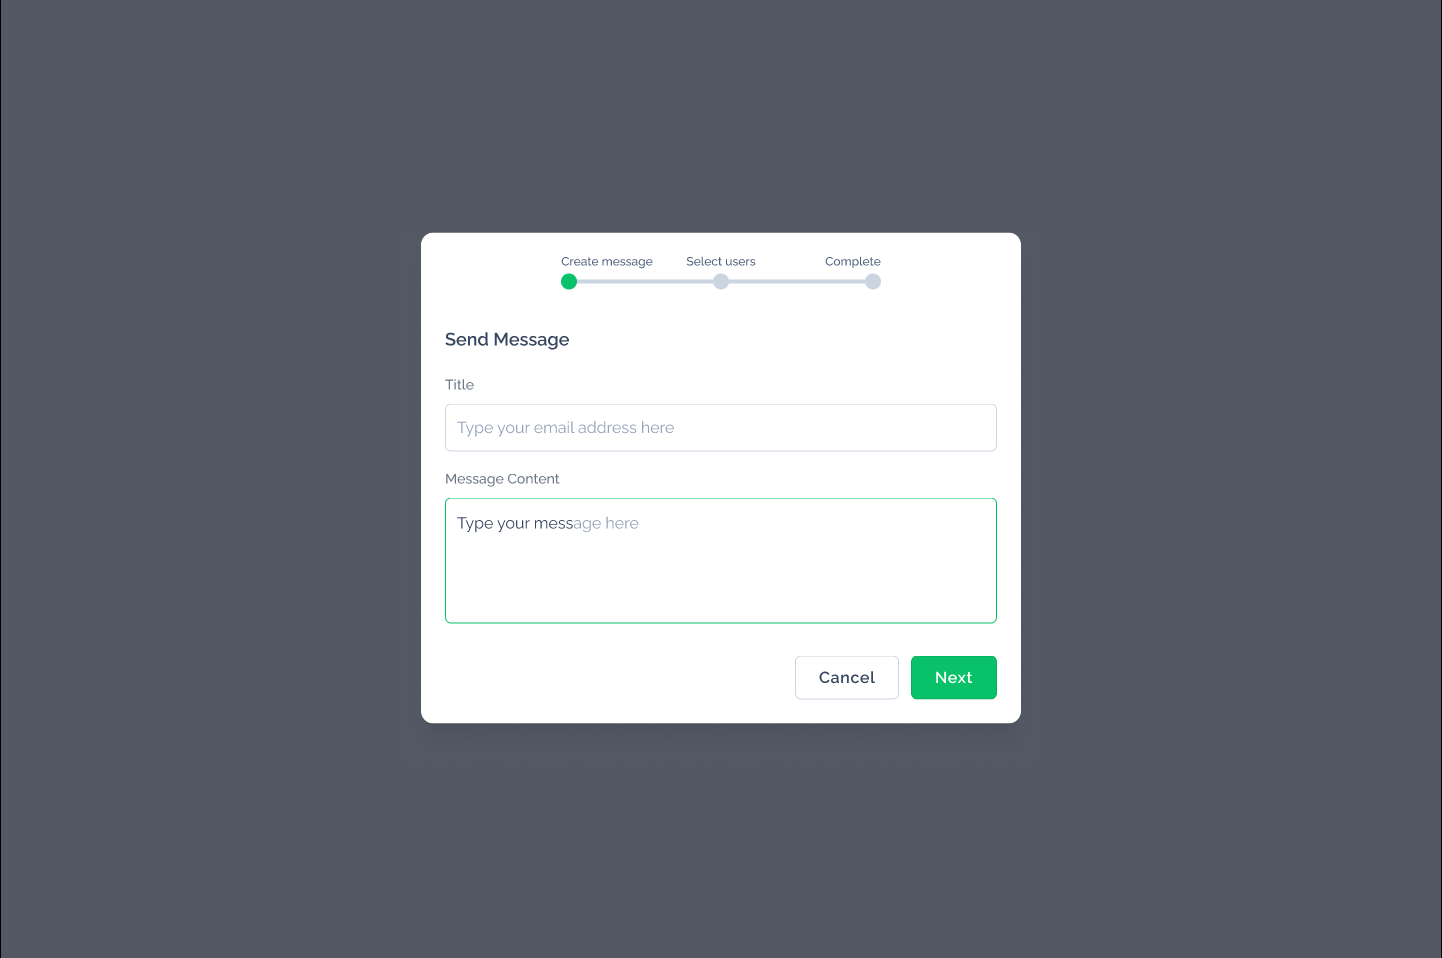 Create message Select users Complete
Send Message
Title
Type your email address here
Message Content
Type your message here
Cancel Next